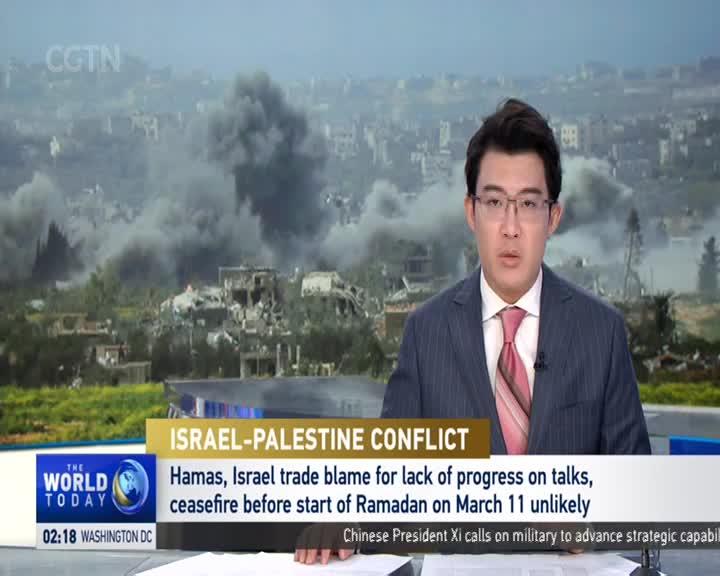 CGTN
ISRAEL-PALESTINE CONFLICT
THE
WORLD
TODAY
Hamas, Israel trade blame for lack of progress on talks,
ceasefire before start of Ramadan on March 11 unlikely
02:18 WASHINGTON DC
Chinese President Xi calls on military to advance strategic capabil